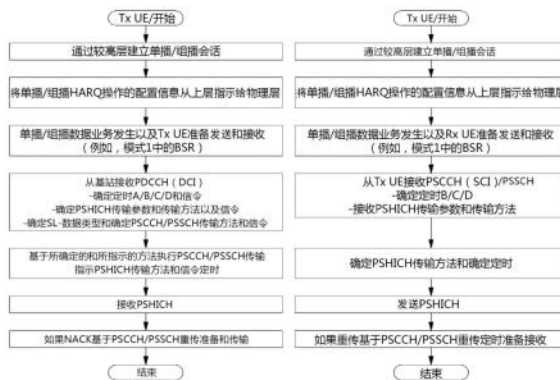 Tx UE/开始
通过较高层建立单播/组播会话
将单播/组播HARQ操作的配置信息从上层指示给物理层
单播/组播数据业务发生以及Tx UE准备发送和接收
（例如，模式1中的BSR）
从基站接收PDCCH（DCI）
-确定定时A/B/C/D和信令
-确定PSHICH传输参数和传输方法以及信令
-确定SL-数据类型和确定PSCCH/PSSCH传输方法和信令
基于所确定的和所指示的方法执行PSCCH/PSSCH传输
指示PSHICH传输方法和信令定时
接收PSHICH
如果NACK基于PSCCH/PSSCH重传准备和传输
结束
Tx UE/开始
通过较高层建立单播/组播会话
将单播/组播HARQ操作的配置信息从上层指示给物理层
单播/组播数据业务发生以及Rx UE准备发送和接收
（例如，模式1中的BSR）
从Tx UE接收PSCCH（SCI）/PSSCH
-确定定时B/C/D
-接收PSHICH传输参数和传输方法
确定PSHICH传输方法和确定定时
发送PSHICH
如果重传基于PSCCH/PSSCH重传定时准备接收
结束